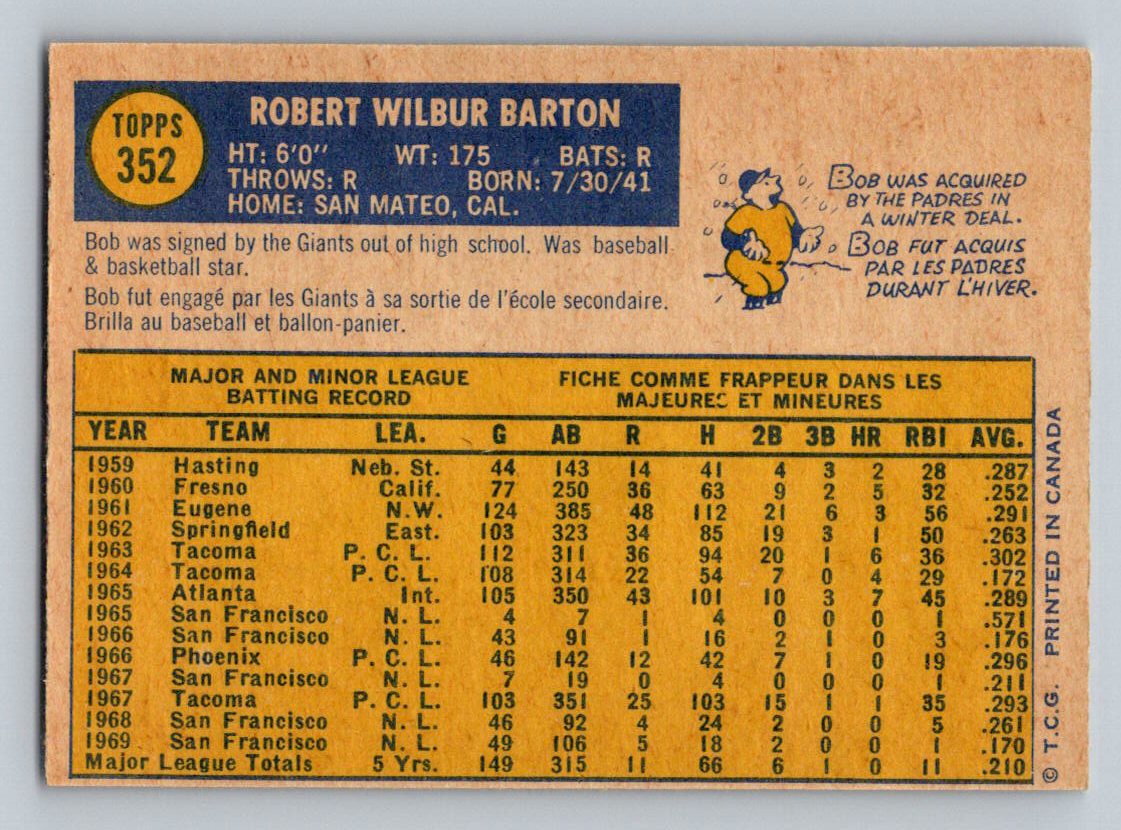 TOPPS
352
ROBERT WILBUR BARTON
HT: 6'0" WT: 175 BATS: R
THROWS: R BORN: 7/30/41
HOME: SAN MATEO, CAL.
Bob was signed by the Giants out of high school. Was baseball
& basketball star.
Bob fut engagé par les Giants à sa sortie de l'école secondaire.
Brilla au baseball et ballon-panier.
BOB WAS ACQUIRED
BY THE PADRES IN
A WINTER DEAL.
BOB FUT ACQUIS
PAR LES PADRES
DURANT L'HIVER.
MAJOR AND MINOR LEAGUE
BATTING RECORD
FICHE COMME FRAPPEUR DANS LES
MAJEURES ET MINEURES
YEAR TEAM LEA. G AB R H 2B 3B HR RBI AVG.
1959 Hasting Neb. St. 44 143 14 41 4 3 2 28 .287
1960 Fresno Calif. 77 250 36 63 9 2 5 32 .252
1961 Eugene N.W. 124 385 48 112 21 6 3 56 .291
1962 Springfield East. 103 323 34 85 19 3 1 50 .263
1963 Tacoma P. C. L. 112 311 36 94 20 1 6 36 .302
1964 Tacoma P. C. L. 108 314 22 54 7 0 4 29 .172
1965 Atlanta Int. 105 350 43 101 10 3 7 45 .289
1965 San Francisco N. L. 4 7 1 4 0 0 0 1 .571
1966 San Francisco N. L. 43 91 1 16 2 1 0 3 .176
1966 Phoenix P. C. L. 46 142 12 42 7 1 0 19 .296
1967 San Francisco N. L. 7 19 0 4 0 0 0 1 .211
1967 Tacoma P. C. L. 103 351 25 103 15 1 1 35 .293
1968 San Francisco N. L. 46 92 4 24 2 0 0 5 .261
1969 San Francisco N. L. 49 106 5 18 2 0 0 1 .170
Major League Totals 5 Yrs. 149 315 11 66 6 1 0 11 .210
© T.C.G. PRINTED IN CANADA